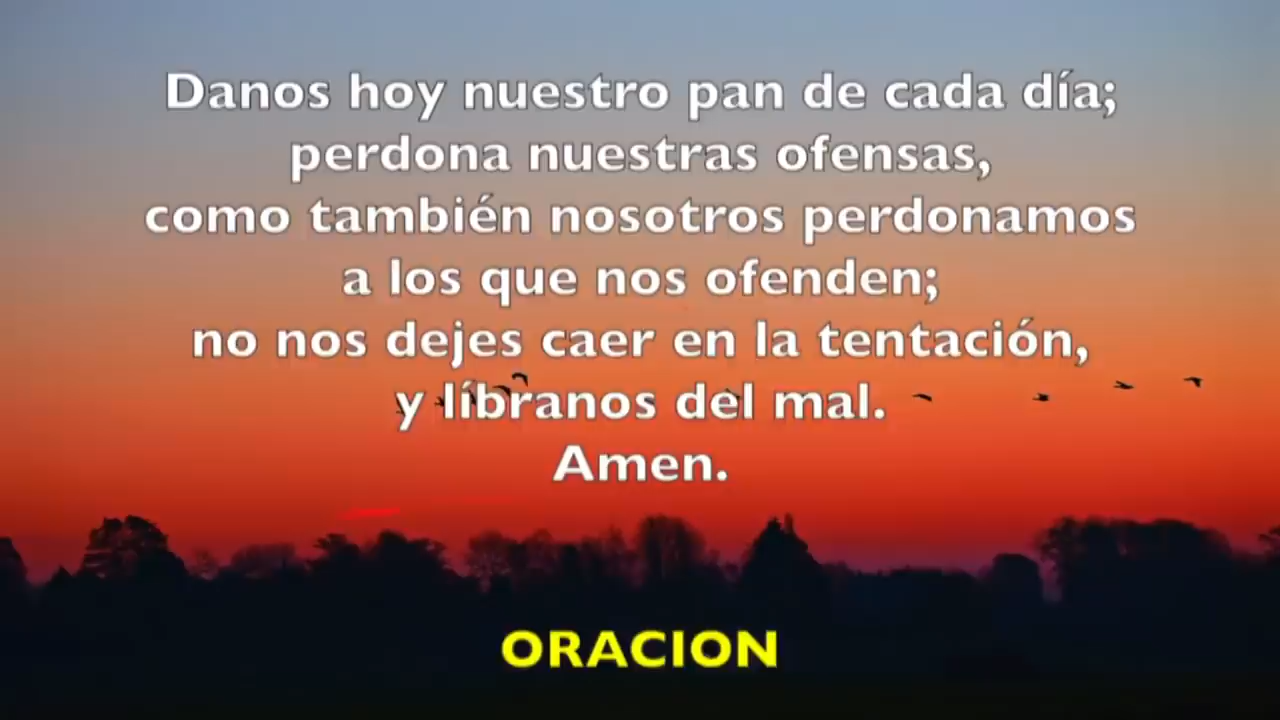 Danos hoy nuestro pan de cada día;
perdona nuestras ofensas,
como también nosotros perdonamos
a los que nos ofenden;
no nos dejes caer en la tentación,
y líbranos del mal.
Amen.
ORACION